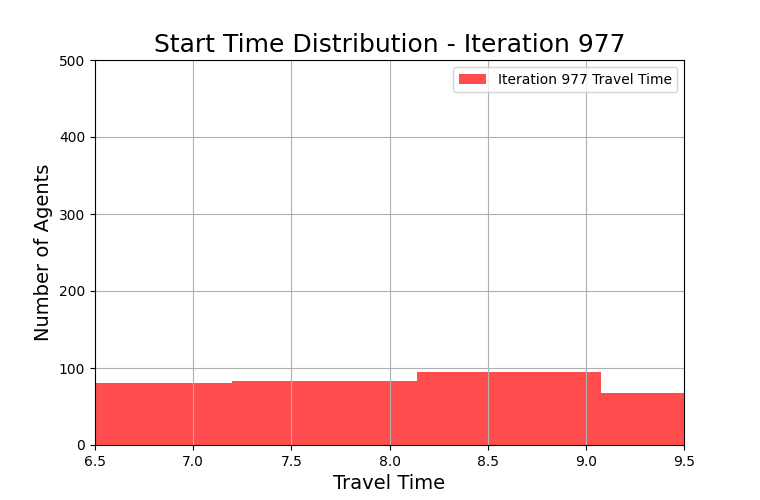 Start Time Distribution - Iteration 977
Iteration 977 Travel Time
Number of Agents
500
400
300
200
100
0
6.5 7.0 7.5 8.0 8.5 9.0 9.5
Travel Time